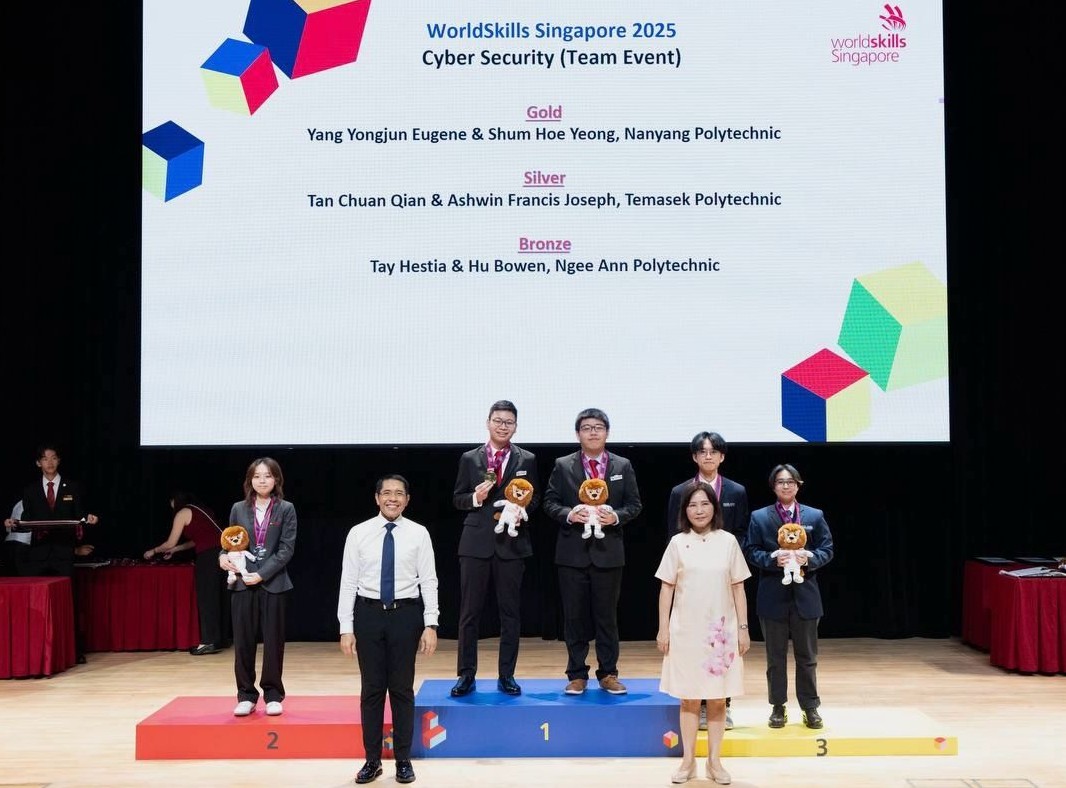 WorldSkills Singapore 2025
Cyber Security (Team Event)
worldskills
Singapore
Gold
Yang Yongjun Eugene & Shum Hoe Yeong, Nanyang Polytechnic
Silver
Tan Chuan Qian & Ashwin Francis Joseph, Temasek Polytechnic
Bronze
Tay Hestia & Hu Bowen, Ngee Ann Polytechnic
2
1
3